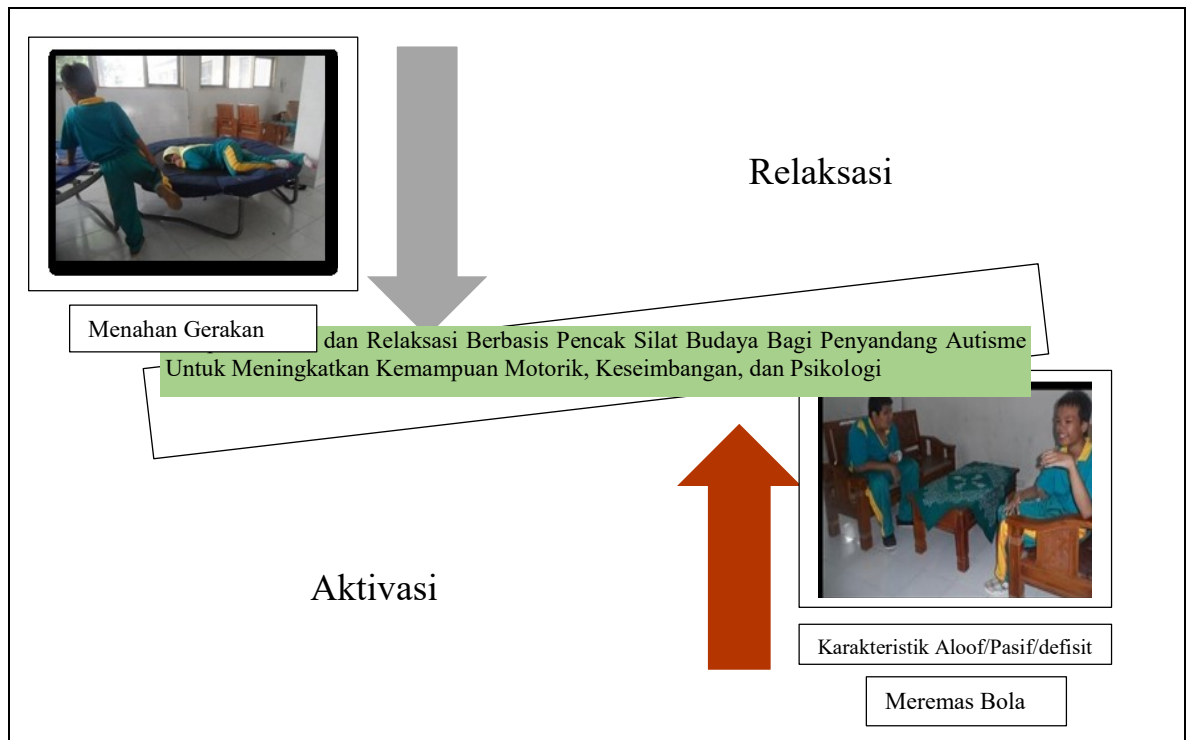 Relaksasi
Menahan Gerakan
dan Relaksasi Berbasis Pencak Silat Budaya Bagi Penyandang Autisme
Untuk Meningkatkan Kemampuan Motorik, Keseimbangan, dan Psikologi
Aktivasi
Karakteristik Aloof/Pasif/defisit
Meremas Bola